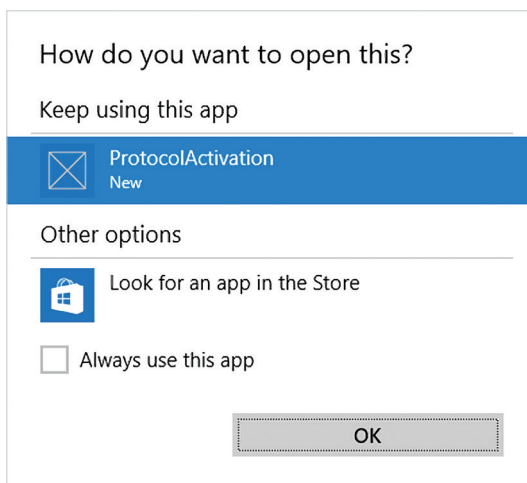 How do you want to open this?
Keep using this app
ProtocolActivation
New
Other options
Look for an app in the Store
Always use this app
OK